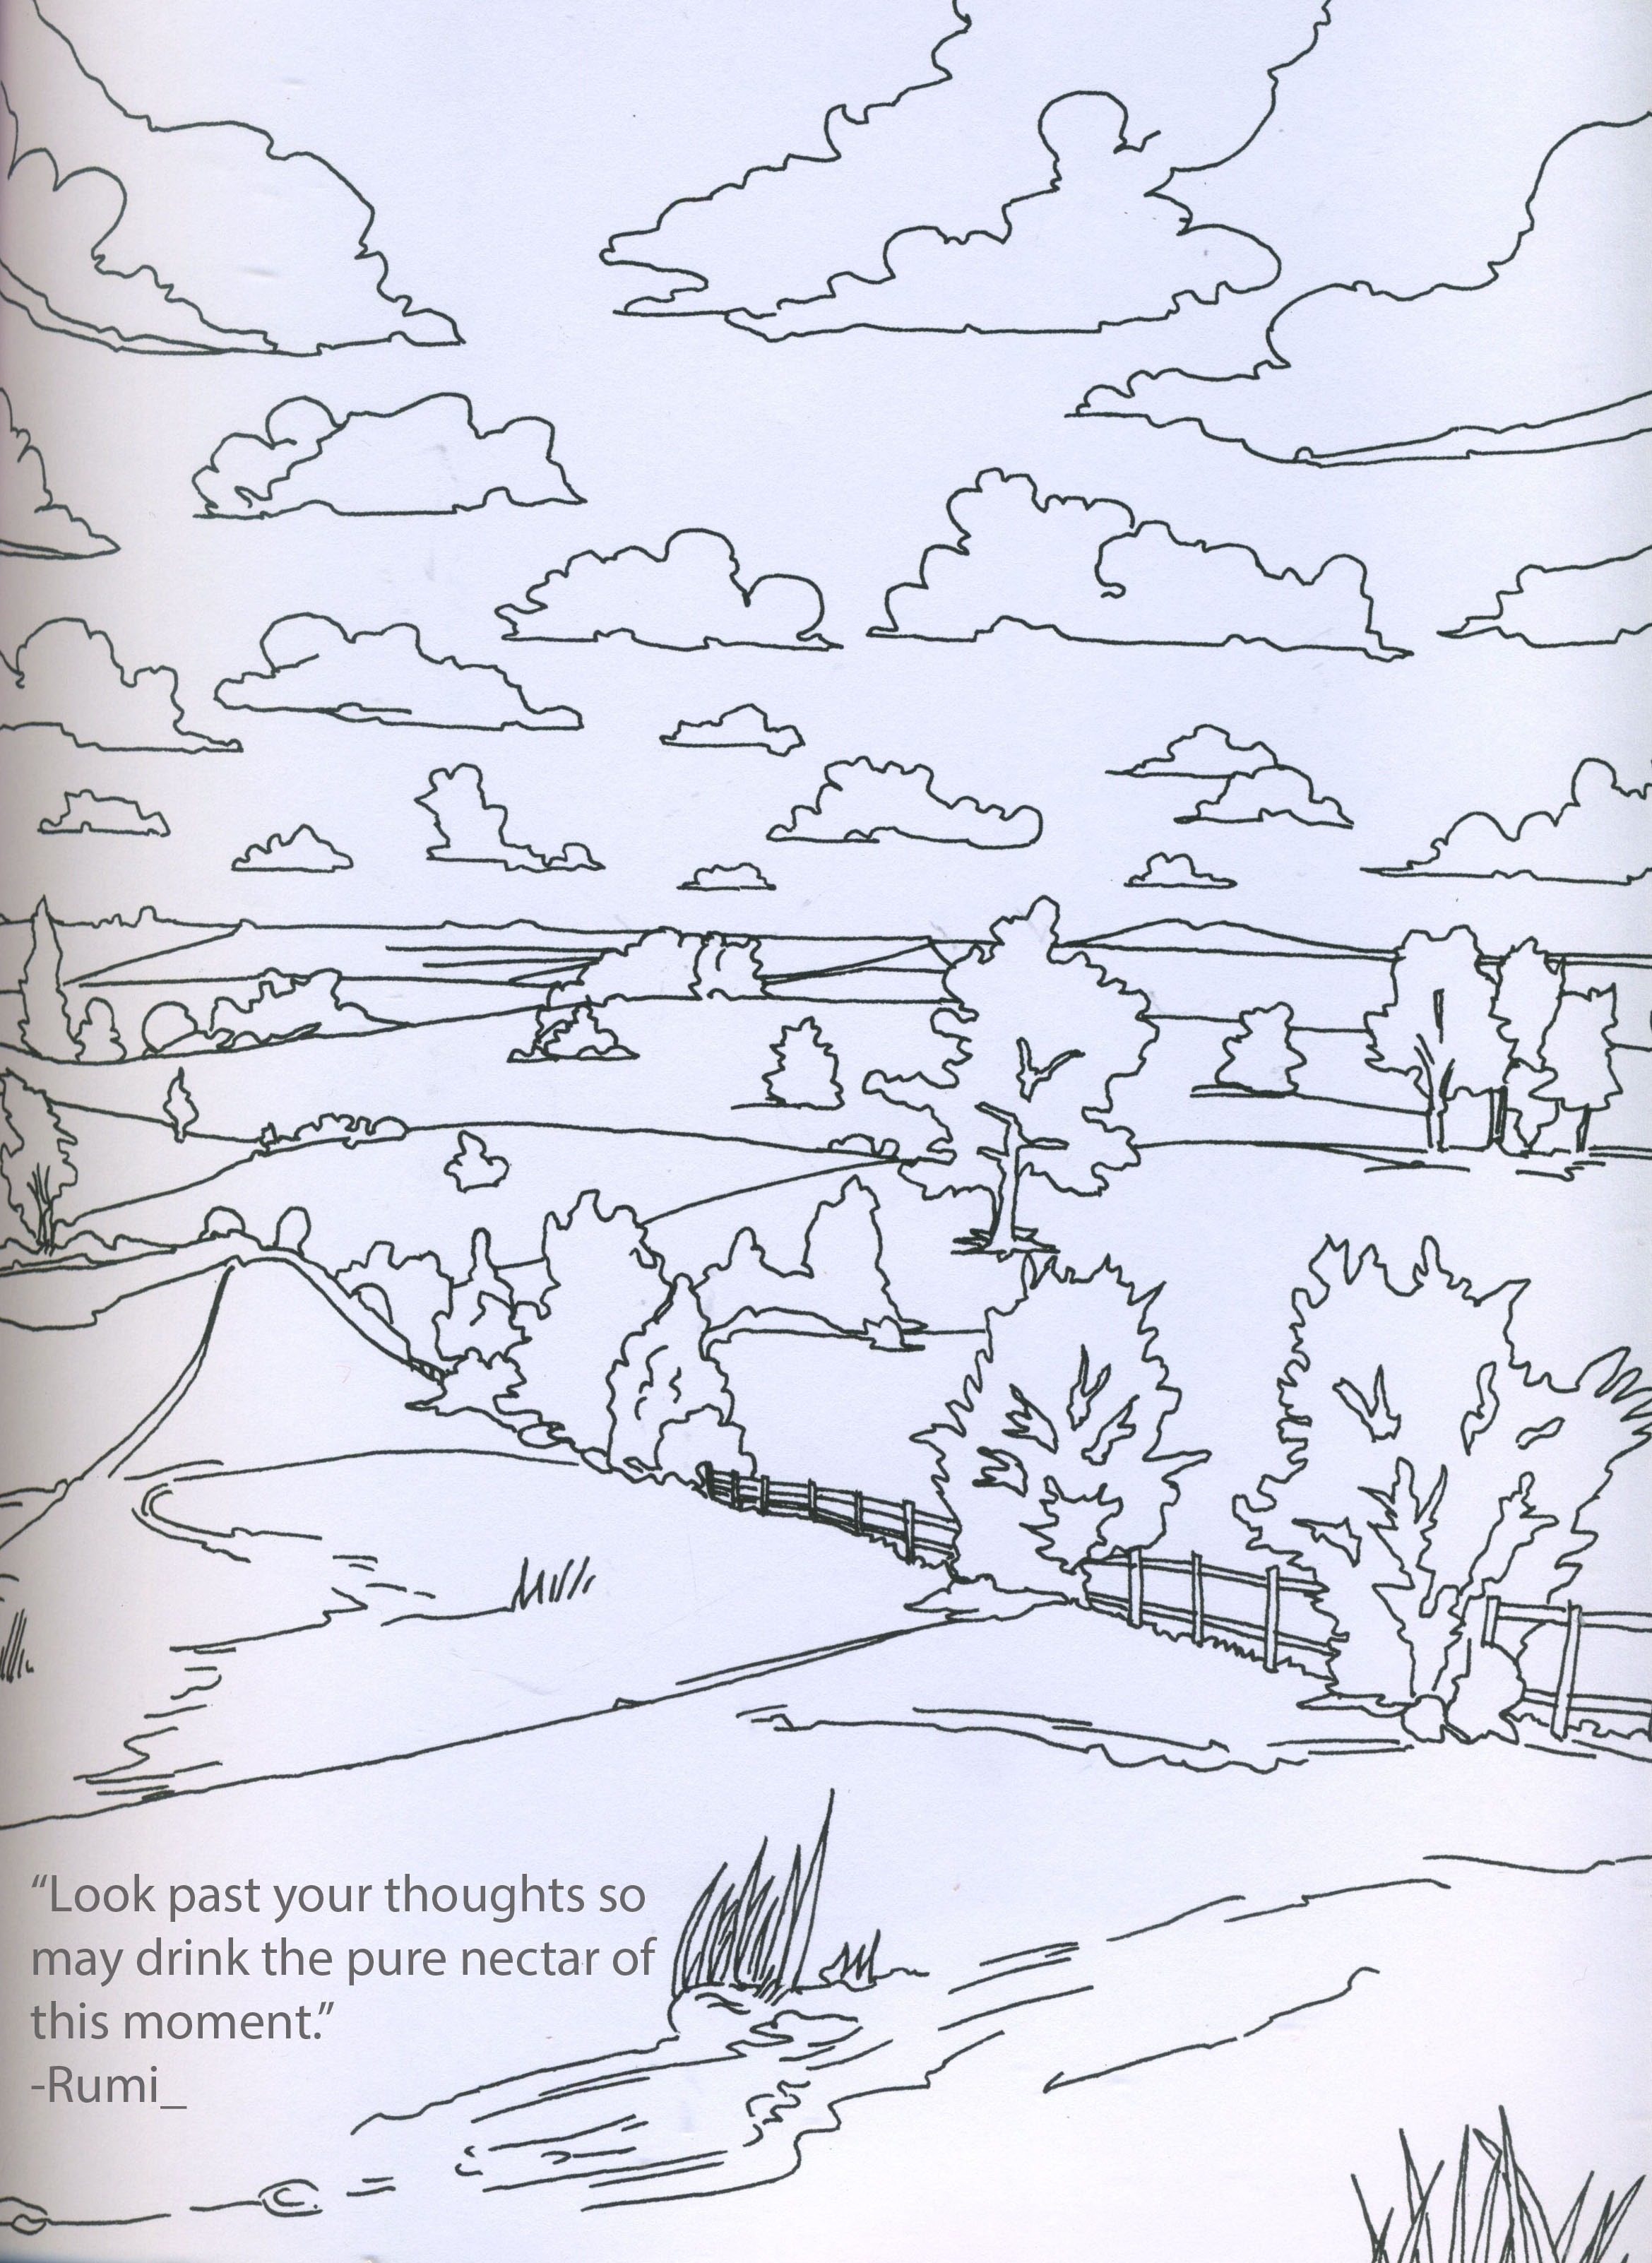 “Look past your thoughts so
may drink the pure nectar of
this moment.”
-Rumi_